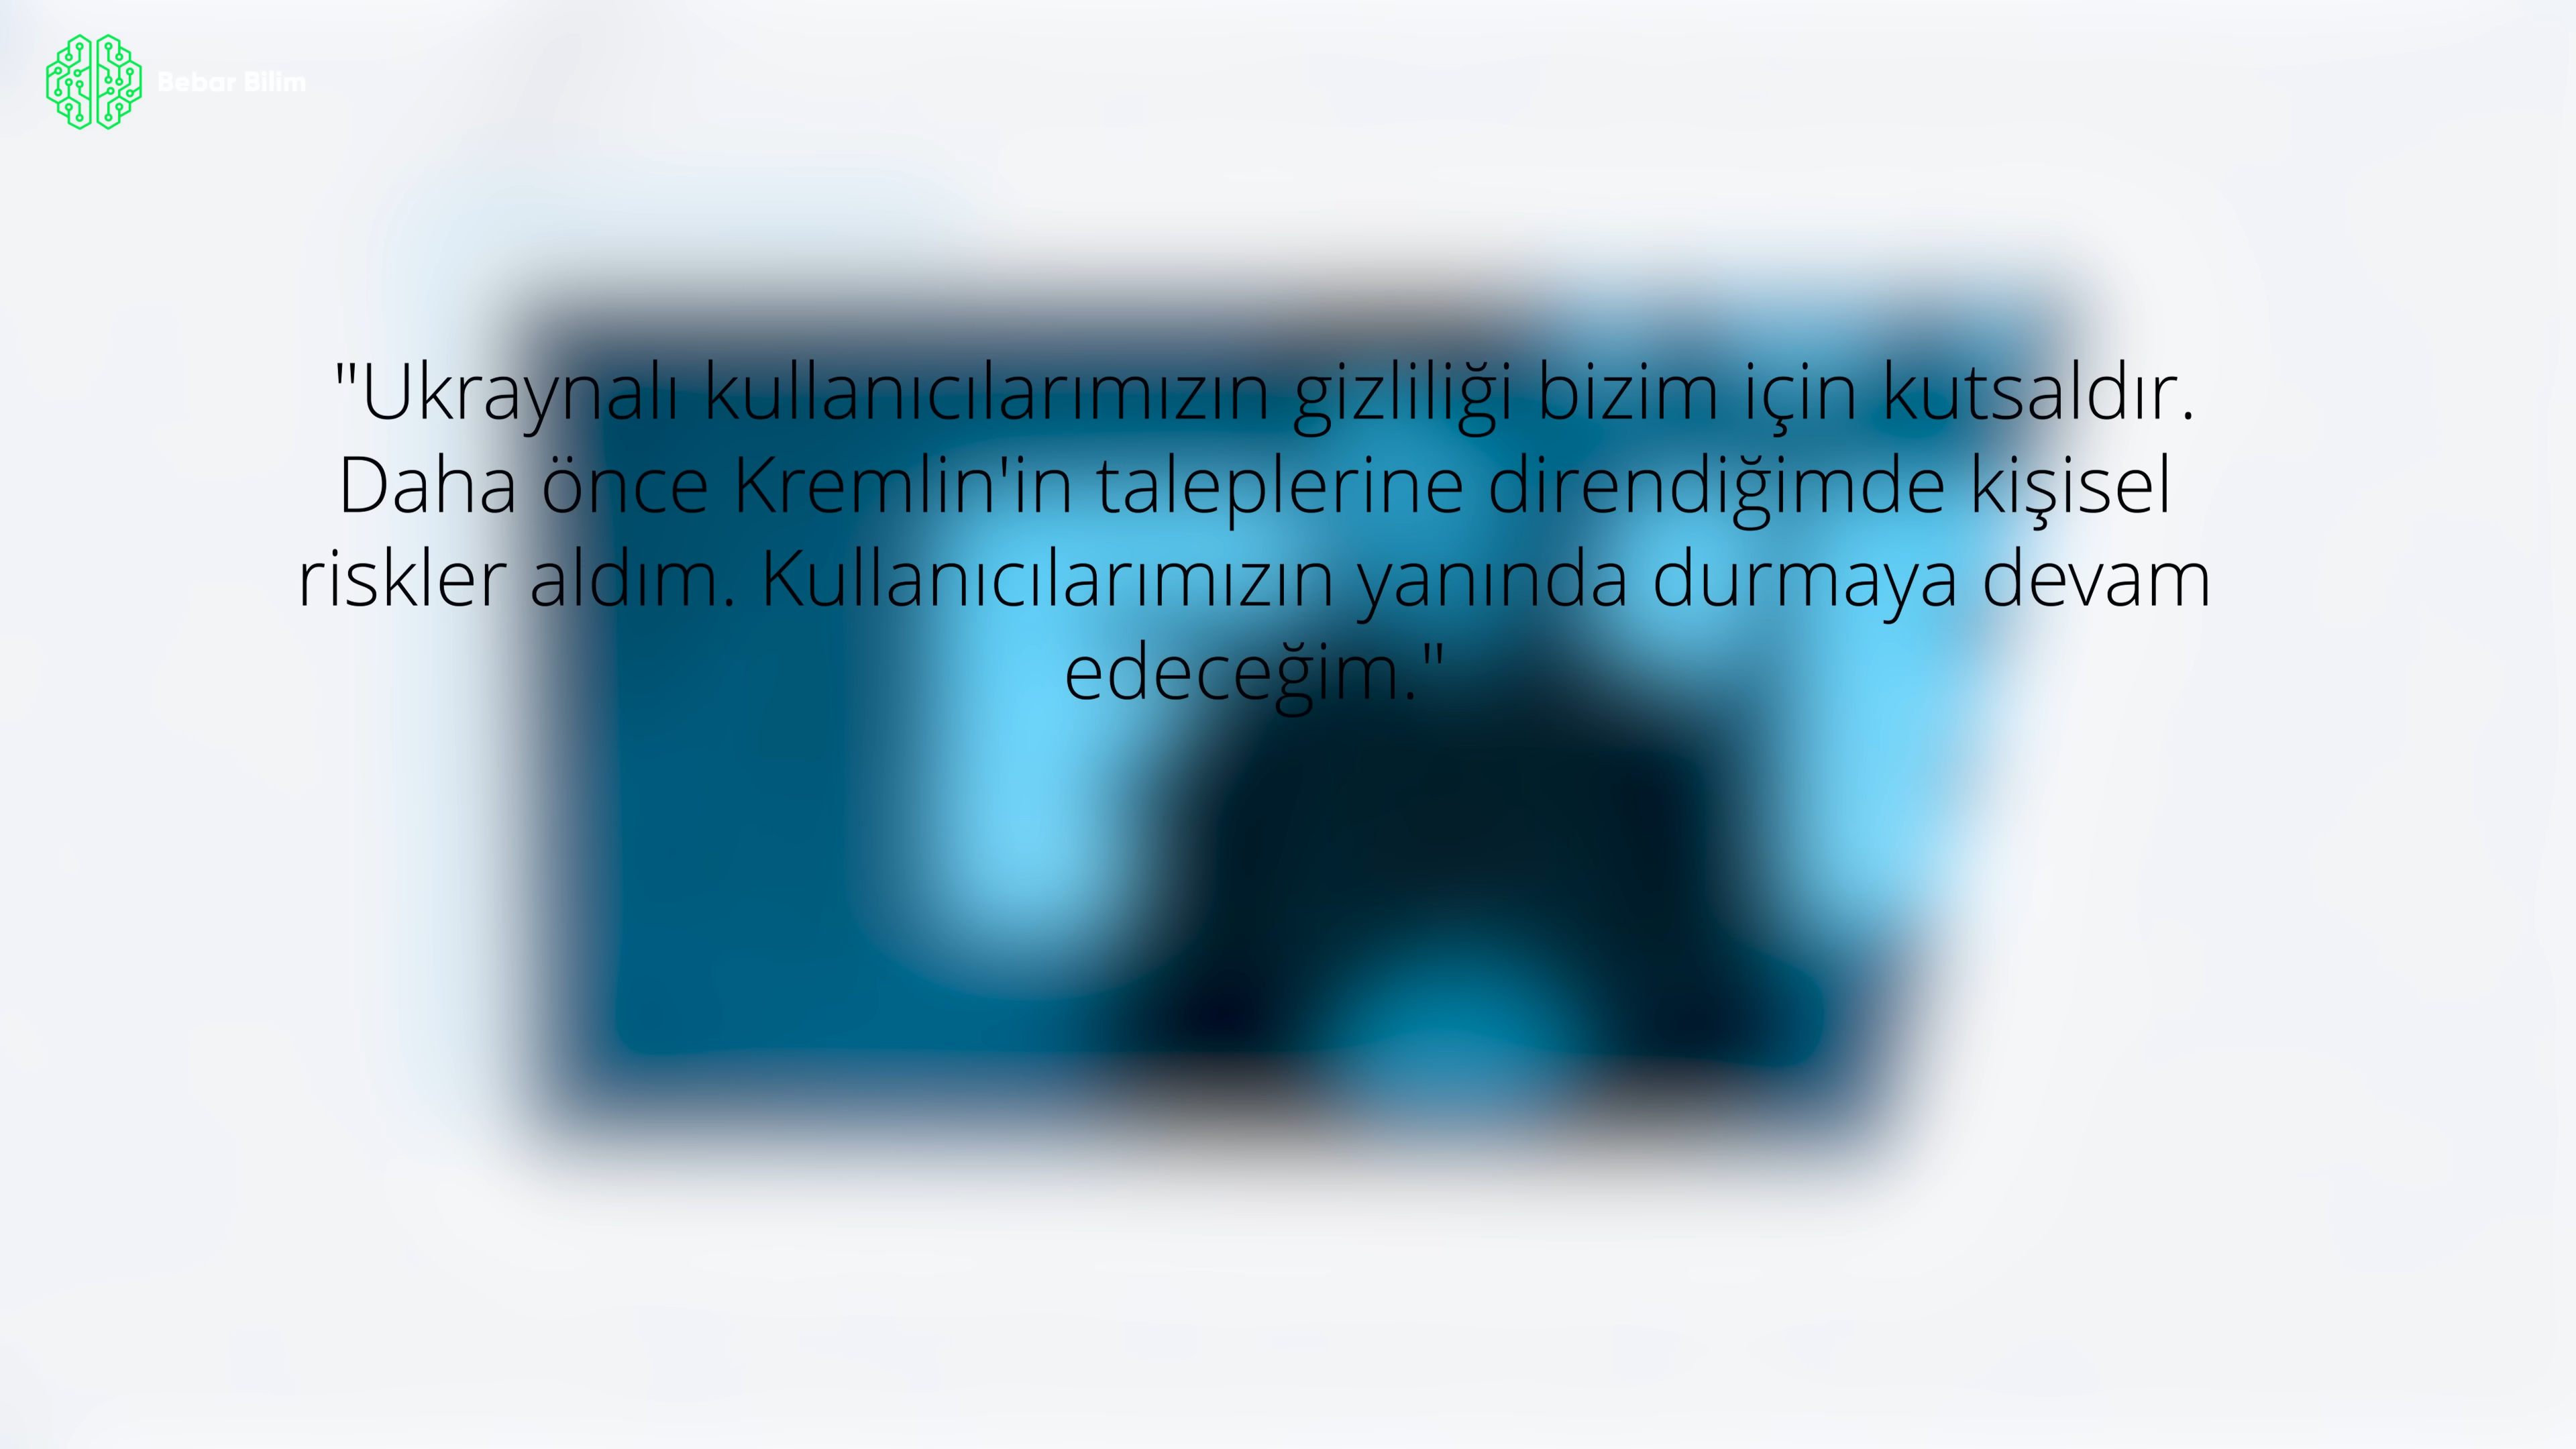 Bebar Bilim
"Ukraynalı kullanıcılarımızın gizliliği bizim için kutsaldır.
Daha önce Kremlin'in taleplerine direndiğimde kişisel
riskler aldım. Kullanıcılarımızın yanında durmaya devam
edeceğim."